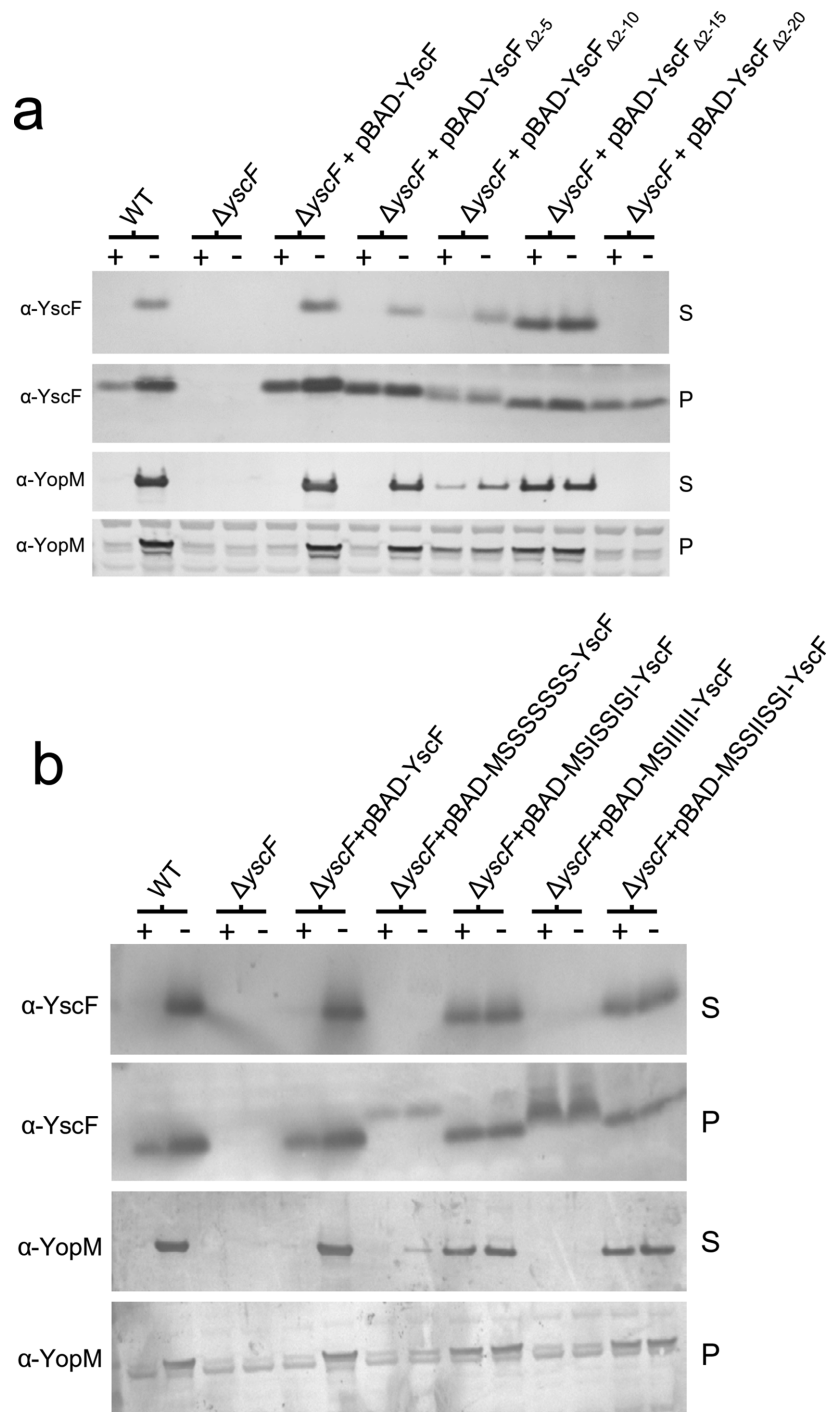 a
WT
ΔyscF
ΔyscF + pBAD-YscF
ΔyscF + pBAD-YscF Δ2-5
ΔyscF + pBAD-YscF Δ2-10
ΔyscF + pBAD-YscF Δ2-15
ΔyscF + pBAD-YscF Δ2-20
+ - + - + - + - + - + - + -
α-YscF S
α-YscF P
α-YopM S
α-YopM P
b
WT
ΔyscF
ΔyscF+pBAD-YscF
ΔyscF+pBAD-MSSSSSSSS-YscF
ΔyscF+pBAD-MSISSISI-YscF
ΔyscF+pBAD-MSIIIIII-YscF
ΔyscF+pBAD-MSSIISSI-YscF
+ - + - + - + - + - + - + -
α-YscF S
α-YscF P
α-YopM S
α-YopM P